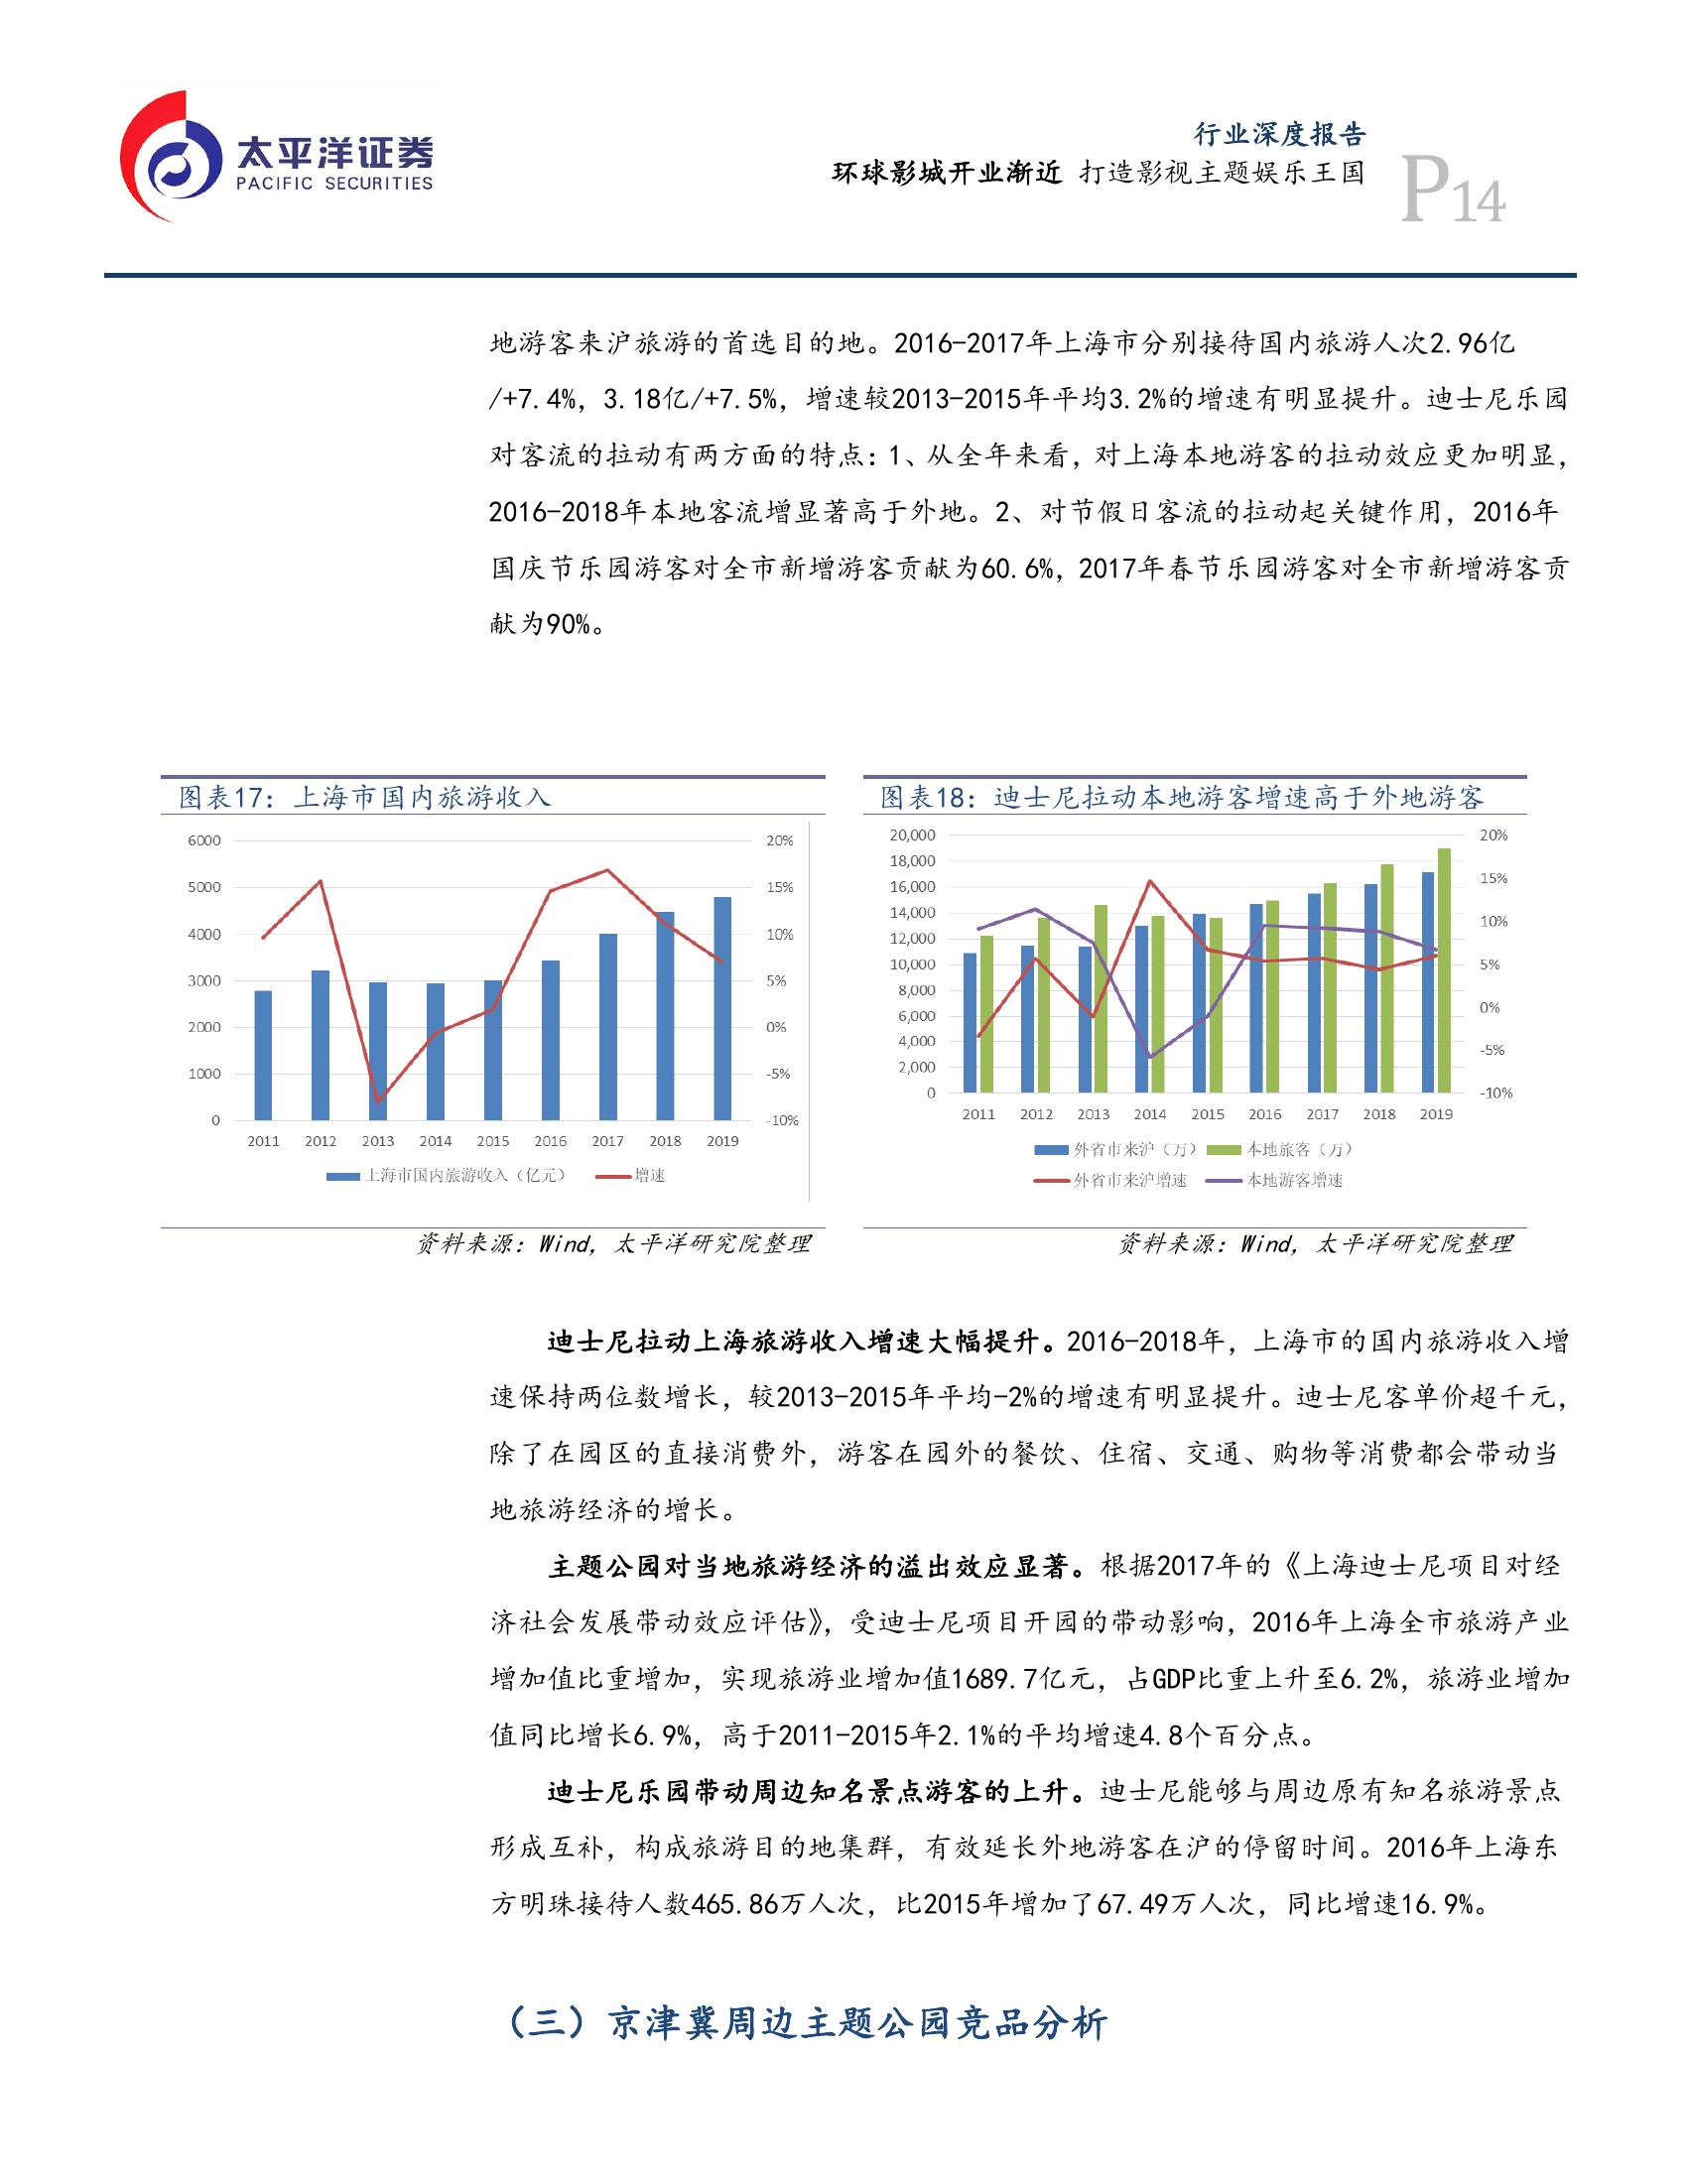 太平洋证券
PACIFIC SECURITIES
行业深度报告
环球影城开业渐近 打造影视主题娱乐王国
P14
地游客来沪旅游的首选目的地。2016-2017年上海市分别接待国内旅游人次2.96亿
/+7.4%，3.18亿/+7.5%，增速较2013-2015年平均3.2%的增速有明显提升。迪士尼乐园
对客流的拉动有两方面的特点：1、从全年来看，对上海本地游客的拉动效应更加明显，
2016-2018年本地客流增显著高于外地。2、对节假日客流的拉动起关键作用，2016年
国庆节乐园游客对全市新增游客贡献为60.6%，2017年春节乐园游客对全市新增游客贡
献为90%。
图表17：上海市国内旅游收入
6000 20%
5000 15%
4000 10%
3000 5%
2000 0%
1000 -5%
0 -10%
2011 2012 2013 2014 2015 2016 2017 2018 2019
上海市国内旅游收入（亿元） 增速
资料来源：Wind，太平洋研究院整理
图表18：迪士尼拉动本地游客增速高于外地游客
20,000 20%
18,000
16,000 15%
14,000 10%
12,000
10,000 5%
8,000
6,000 0%
4,000 -5%
2,000
0 -10%
2011 2012 2013 2014 2015 2016 2017 2018 2019
外省市来沪（万） 本地旅客（万）
外省市来沪增速 本地游客增速
资料来源：Wind，太平洋研究院整理
迪士尼拉动上海旅游收入增速大幅提升。2016-2018年，上海市的国内旅游收入增
速保持两位数增长，较2013-2015年平均-2%的增速有明显提升。迪士尼客单价超千元，
除了在园区的直接消费外，游客在园外的餐饮、住宿、交通、购物等消费都会带动当
地旅游经济的增长。
主题公园对当地旅游经济的溢出效应显著。根据2017年的《上海迪士尼项目对经
济社会发展带动效应评估》，受迪士尼项目开园的带动影响，2016年上海全市旅游产业
增加值比重增加，实现旅游业增加值1689.7亿元，占GDP比重上升至6.2%，旅游业增加
值同比增长6.9%，高于2011-2015年2.1%的平均增速4.8个百分点。
迪士尼乐园带动周边知名景点游客的上升。迪士尼能够与周边原有知名旅游景点
形成互补，构成旅游目的地集群，有效延长外地游客在沪的停留时间。2016年上海东
方明珠接待人数465.86万人次，比2015年增加了67.49万人次，同比增速16.9%。
（三）京津冀周边主题公园竞品分析